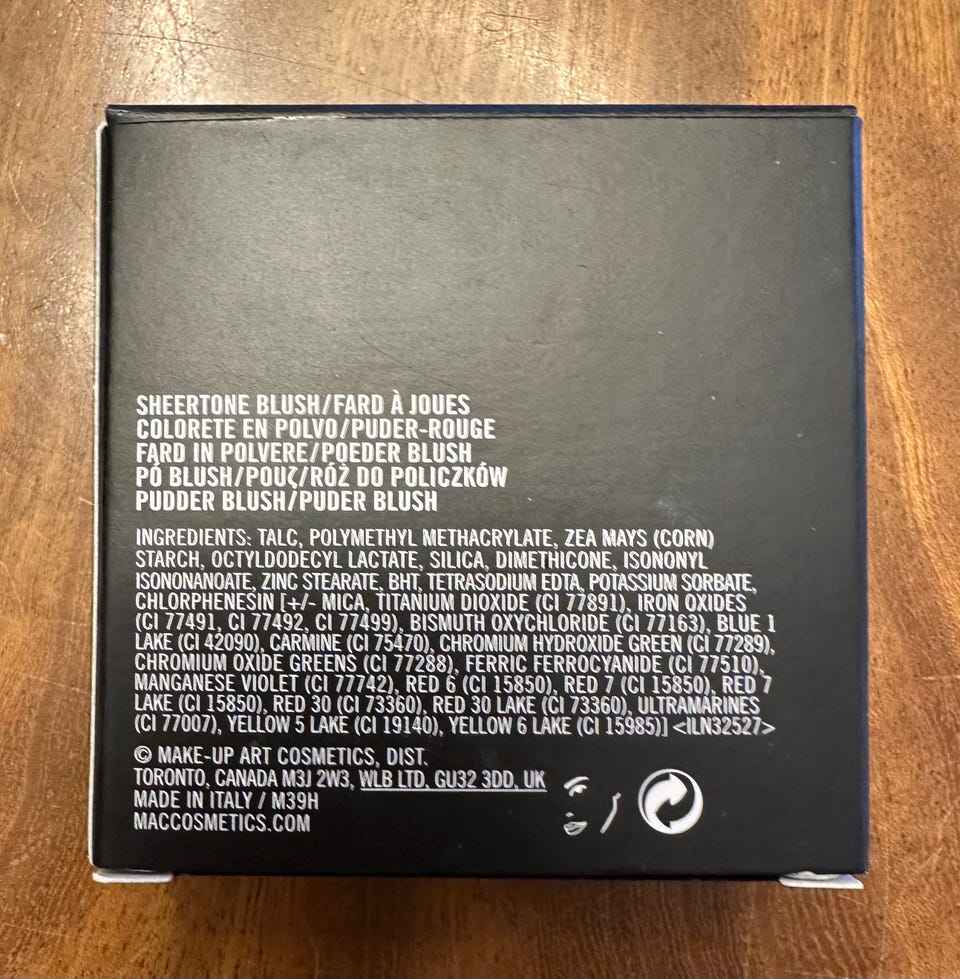 SHEERTONE BLUSH/FARD À JOUES
COLORETE EN POLVO/PUDER-ROUGE
FARD IN POLVERE/POEDER BLUSH
PÓ BLUSH/ΡΟΥΖ/RÓŻ DO POLICZKÓW
PUDDER BLUSH/PUDER BLUSH
INGREDIENTS: TALC, POLYMETHYL METHACRYLATE, ZEA MAYS (CORN)
STARCH, OCTYLDODECYL LACTATE, SILICA, DIMETHICONE, ISONONYL
ISONONANOATE, ZINC STEARATE, BHT, TETRASODIUM EDTA, POTASSIUM SORBATE,
CHLORPHENESIN [+/- MICA, TITANIUM DIOXIDE (CI 77891), IRON OXIDES
(CI 77491, CI 77492, CI 77499), BISMUTH OXYCHLORIDE (CI 77163), BLUE 1
LAKE (CI 42090), CARMINE (CI 75470), CHROMIUM HYDROXIDE GREEN (CI 77289),
CHROMIUM OXIDE GREENS (CI 77288), FERRIC FERROCYANIDE (CI 77510),
MANGANESE VIOLET (CI 77742), RED 6 (CI 15850), RED 7 (CI 15850), RED 7
LAKE (CI 15850), RED 30 (CI 73360), RED 30 LAKE (CI 73360), ULTRAMARINES
(CI 77007), YELLOW 5 LAKE (CI 19140), YELLOW 6 LAKE (CI 15985)] <ILN32527>
© MAKE-UP ART COSMETICS, DIST.
TORONTO, CANADA M3J 2W3, WLB LTD, GU32 3DD, UK
MADE IN ITALY / M39H
MACCOSMETICS.COM